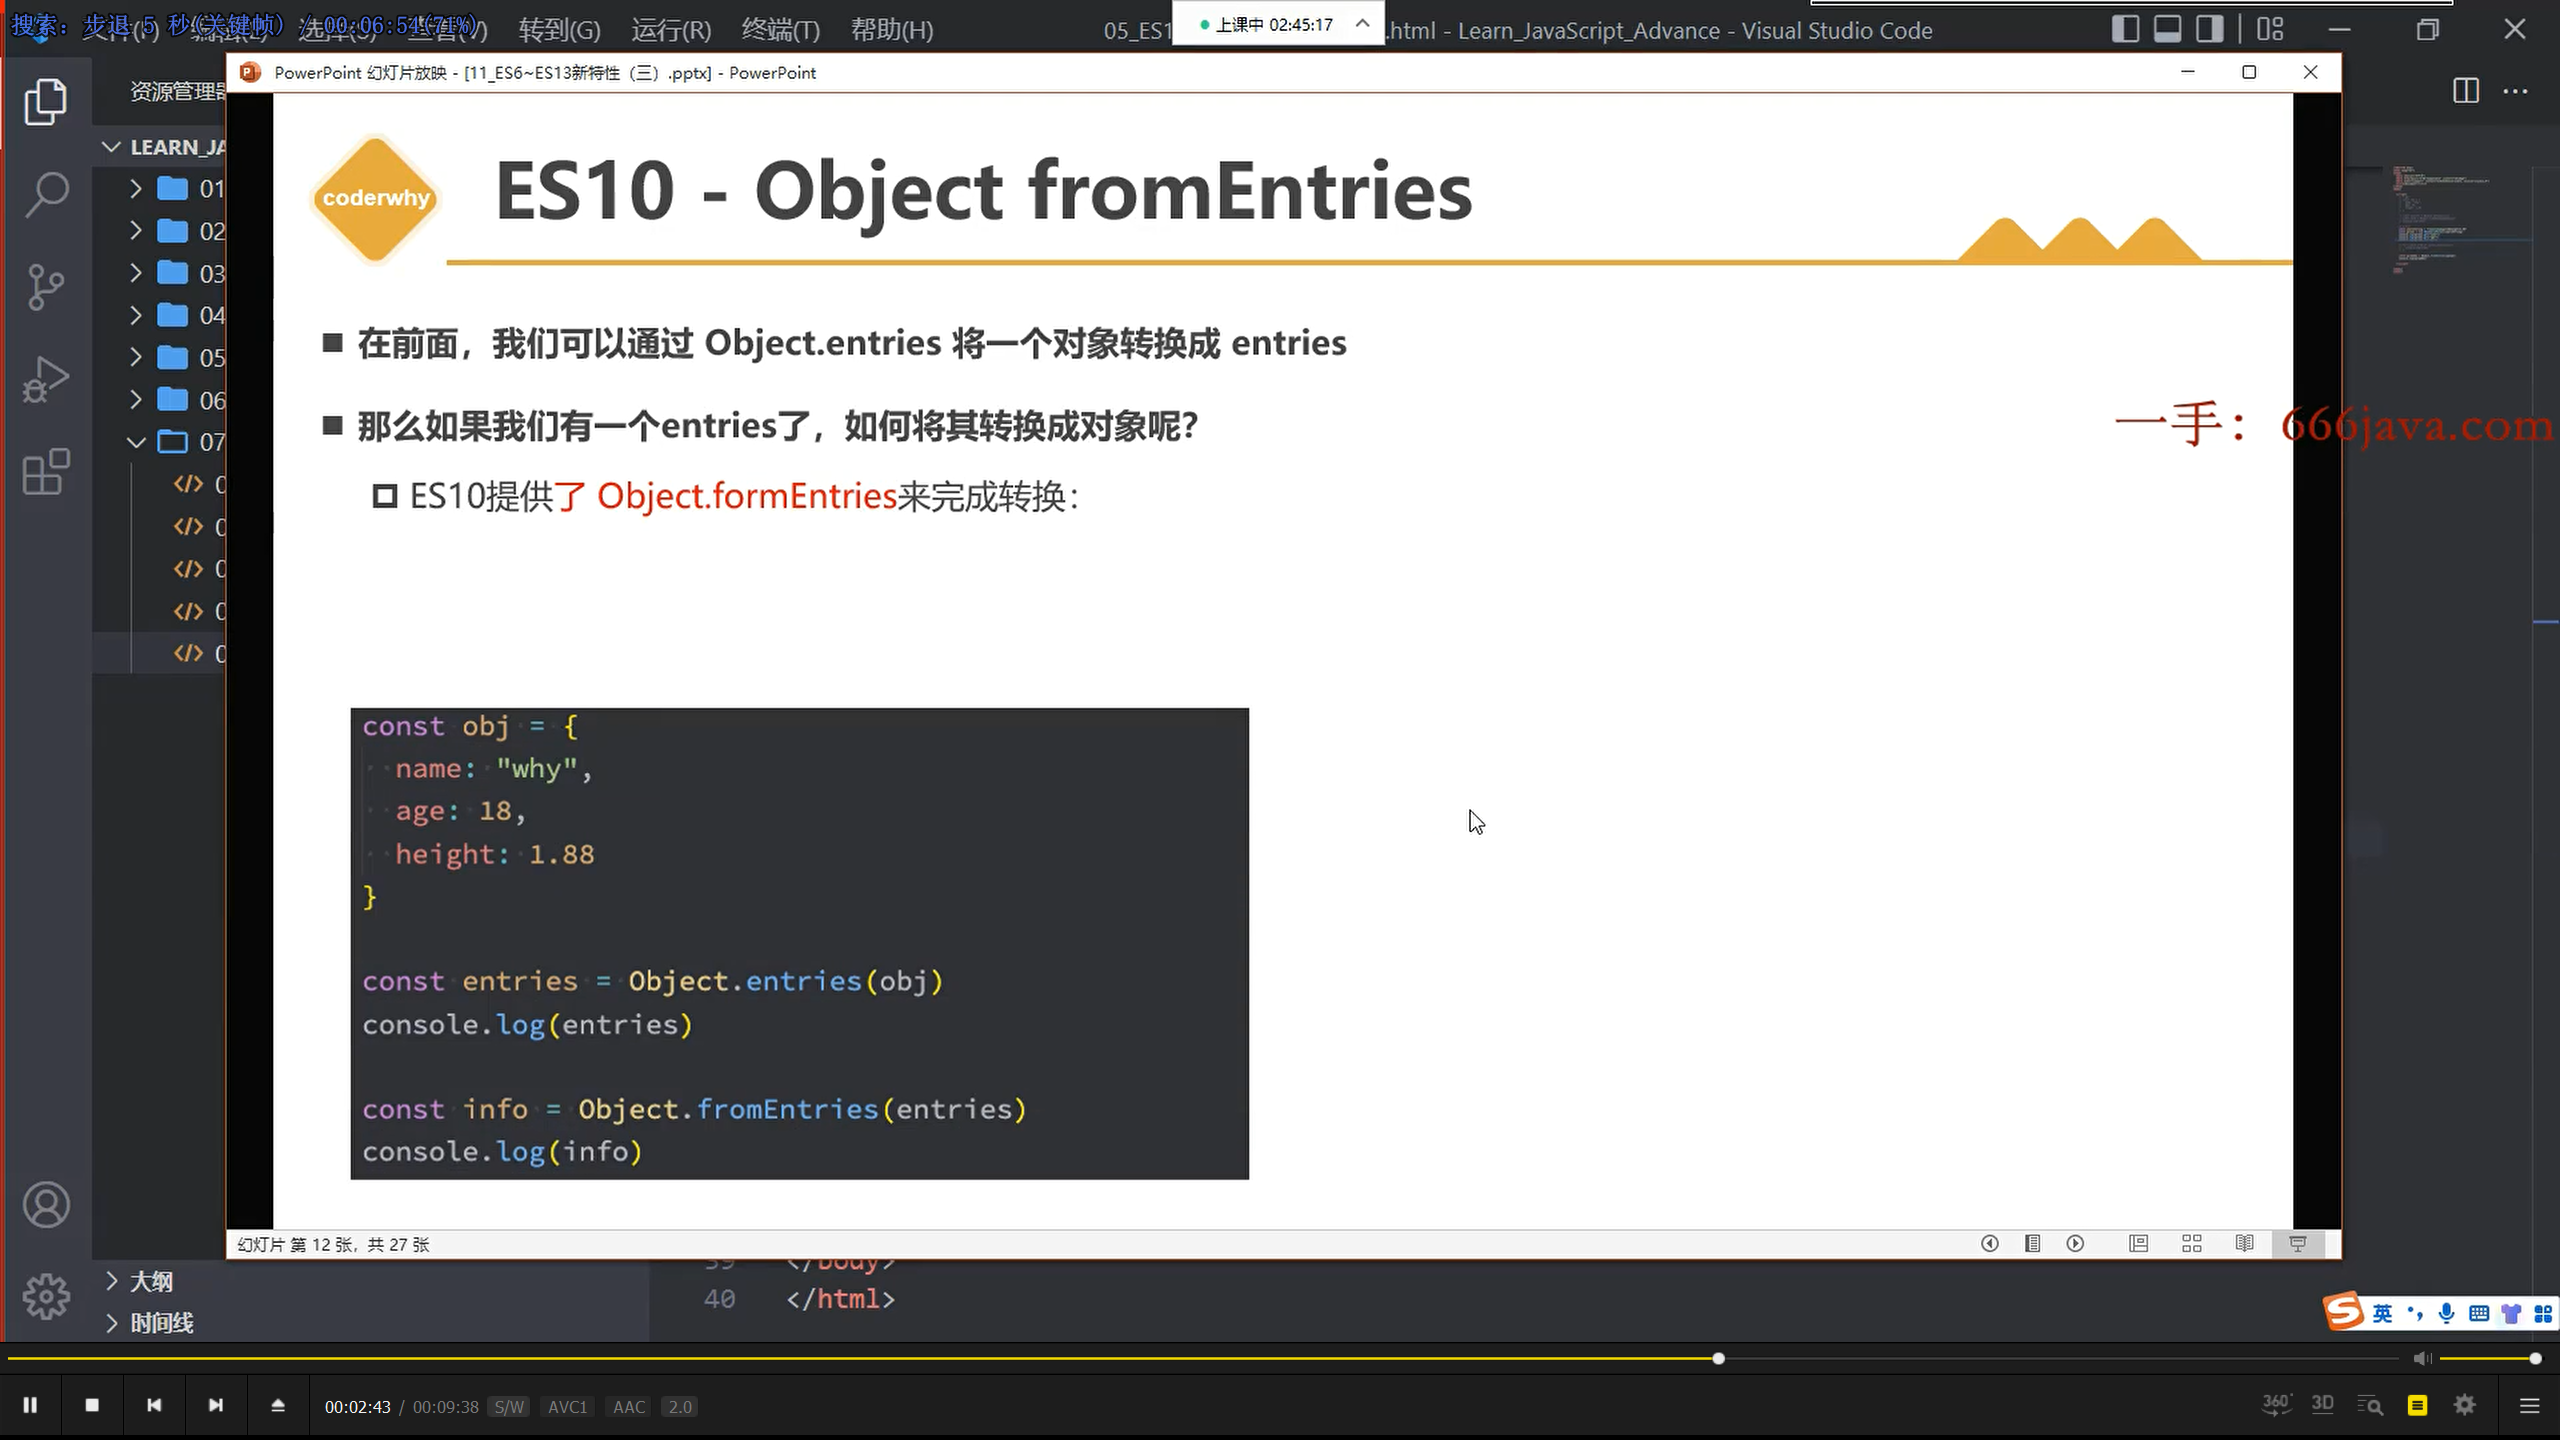 搜索: 步退 5 秒(关键帧) / 00:06:54(71%)
转到(G) 运行(R) 终端(T) 帮助(H)
05_ES1
上课中 02:45:17
.html - Learn_JavaScript_Advance - Visual Studio Code
资源管理器
PowerPoint 幻灯片放映 - [11_ES6~ES13新特性（三）.pptx] - PowerPoint
LEARN_JA
01
02
03
04
05
06
07
0
0
0
0
0
coderwhy
ES10 - Object fromEntries
在前面，我们可以通过 Object.entries 将一个对象转换成 entries
那么如果我们有一个entries了，如何将其转换成对象呢？
ES10提供了 Object.formEntries来完成转换：
一手：666java.com
const obj = {
name: "why",
age: 18,
height: 1.88
}
const entries = Object.entries(obj)
console.log(entries)
const info = Object.fromEntries(entries)
console.log(info)
幻灯片 第 12 张，共 27 张
大纲
时间线
39 </body>
40 </html>
英
00:02:43 / 00:09:38 S/W AVC1 AAC 2.0
360° 3D